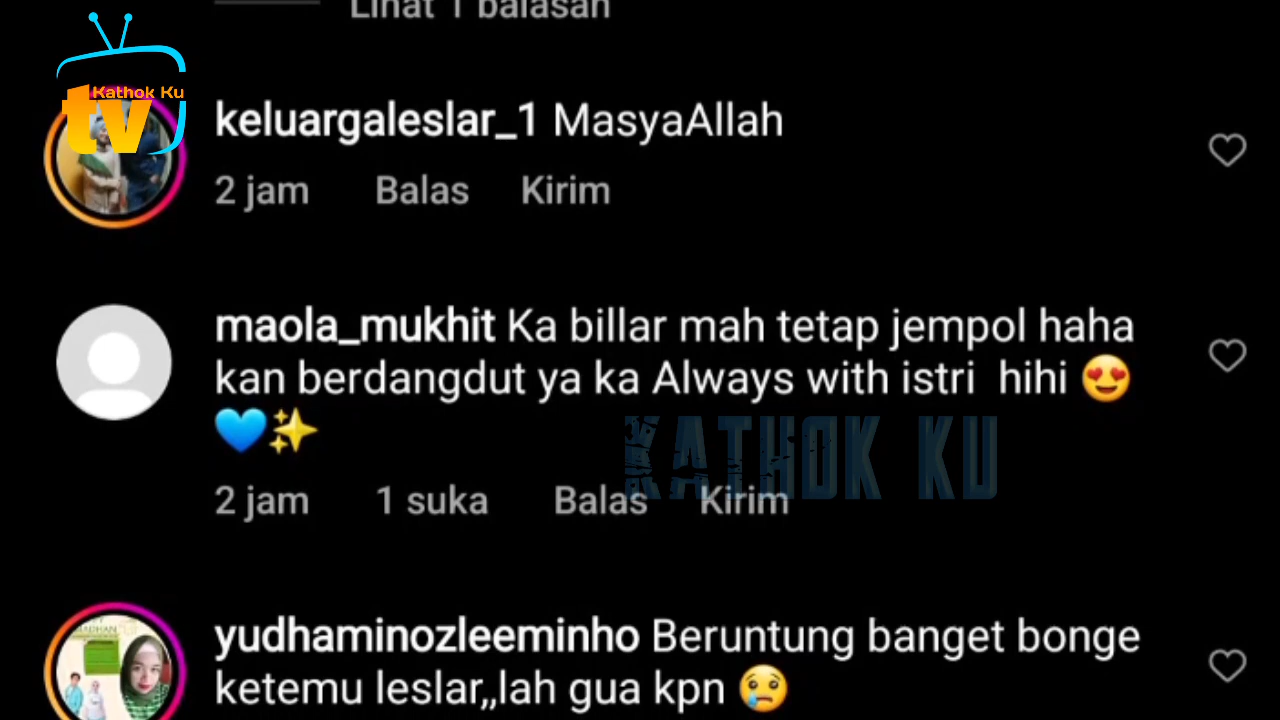 Lihat 1 balasan
Kathok Ku
tv
keluargaleslar_1 MasyaAllah
2 jam Balas Kirim
maola_mukhit Ka billar mah tetap jempol haha
kan berdangdut ya ka Always with istri hihi 😍
💙✨
KATHOK KU
2 jam 1 suka Balas Kirim
yudhaminozleeminho Beruntung banget bonge
ketemu leslar,,lah gua kpn 😢